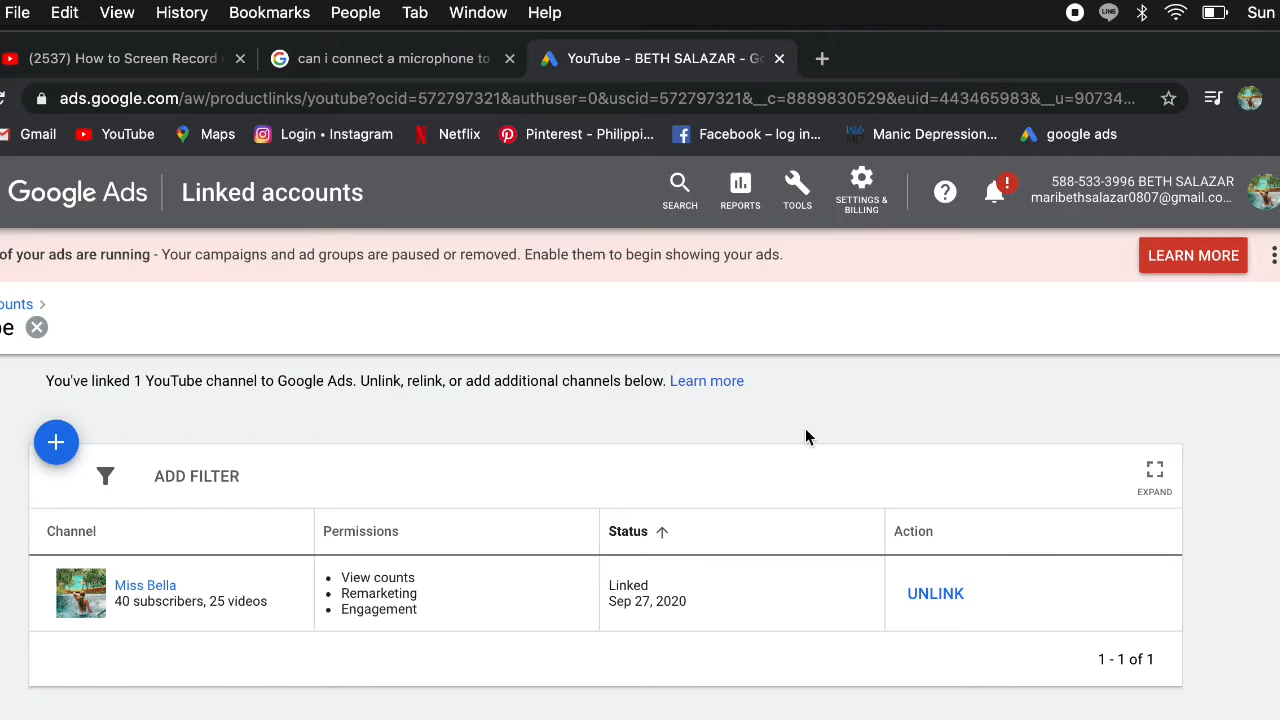 File Edit View History Bookmarks People Tab Window Help LINE Sun
(2537) How to Screen Record can i connect a microphone to YouTube - BETH SALAZAR - Go
ads.google.com/aw/productlinks/youtube?ocid=572797321&authuser=0&uscid=572797321&__c=8889830529&euid=443465983&__u=90734...
Gmail YouTube Maps Login • Instagram Netflix Pinterest – Philippi... Facebook – log in... Manic Depression... google ads
Google Ads Linked accounts SEARCH REPORTS TOOLS SETTINGS & BILLING 588-533-3996 BETH SALAZAR
maribethsalazar0807@gmail.co...
of your ads are running - Your campaigns and ad groups are paused or removed. Enable them to begin showing your ads. LEARN MORE
ounts >
be
You've linked 1 YouTube channel to Google Ads. Unlink, relink, or add additional channels below. Learn more
ADD FILTER EXPAND
Channel Permissions Status Action
Miss Bella
40 subscribers, 25 videos
• View counts
• Remarketing
• Engagement
Linked
Sep 27, 2020
UNLINK
1 - 1 of 1